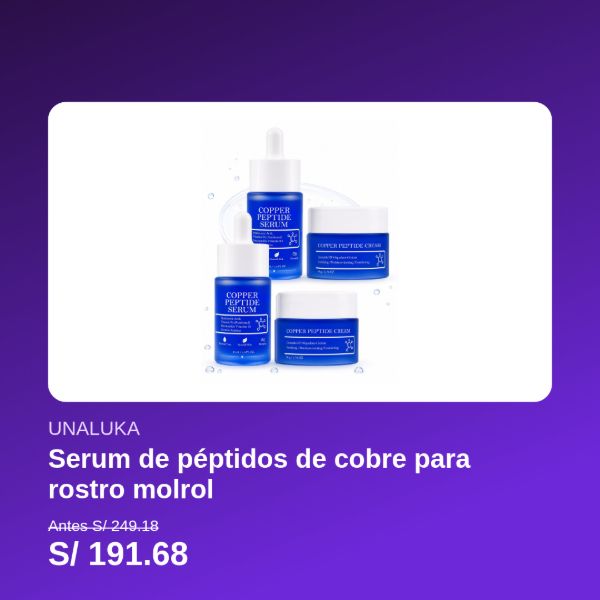 COPPER
PEPTIDE
SERUM
COPPER PEPTIDE CREAM
COPPER
PEPTIDE
SERUM
COPPER PEPTIDE CREAM
UNALUKA
Serum de péptidos de cobre para
rostro molrol
Antes S/ 249.18
S/ 191.68